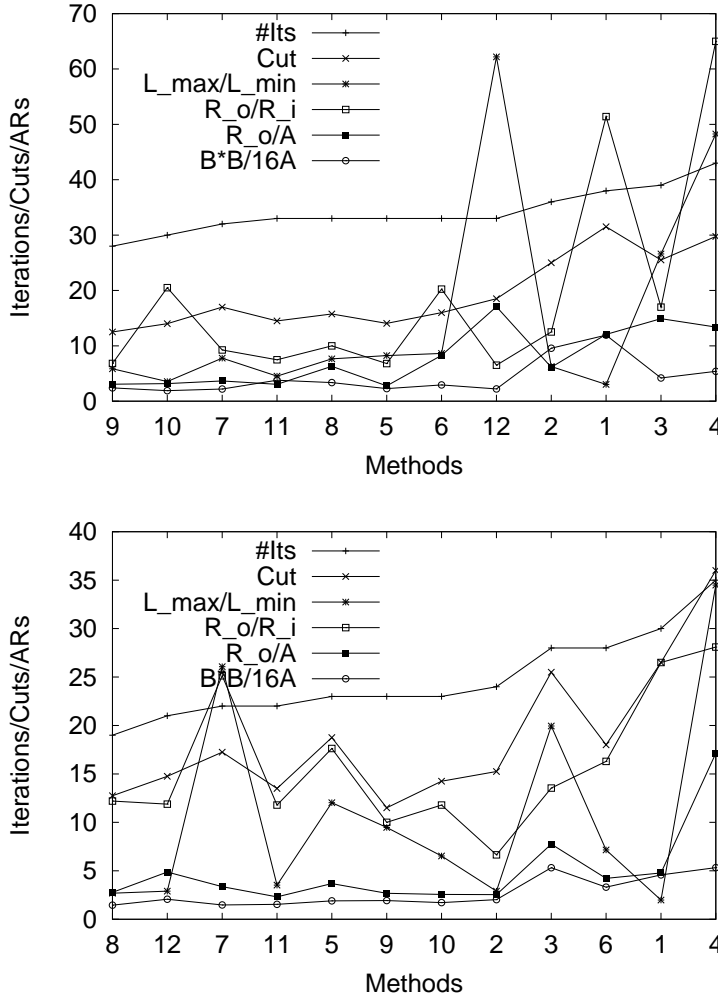 70
60
50
40
30
20
10
0
Iterations/Cuts/ARs
#Its
Cut
L_max/L_min
R_o/R_i
R_o/A
B*B/16A
9 10 7 11 8 5 6 12 2 1 3 4
Methods
40
35
30
25
20
15
10
5
0
Iterations/Cuts/ARs
#Its
Cut
L_max/L_min
R_o/R_i
R_o/A
B*B/16A
8 12 7 11 5 9 10 2 3 6 1 4
Methods